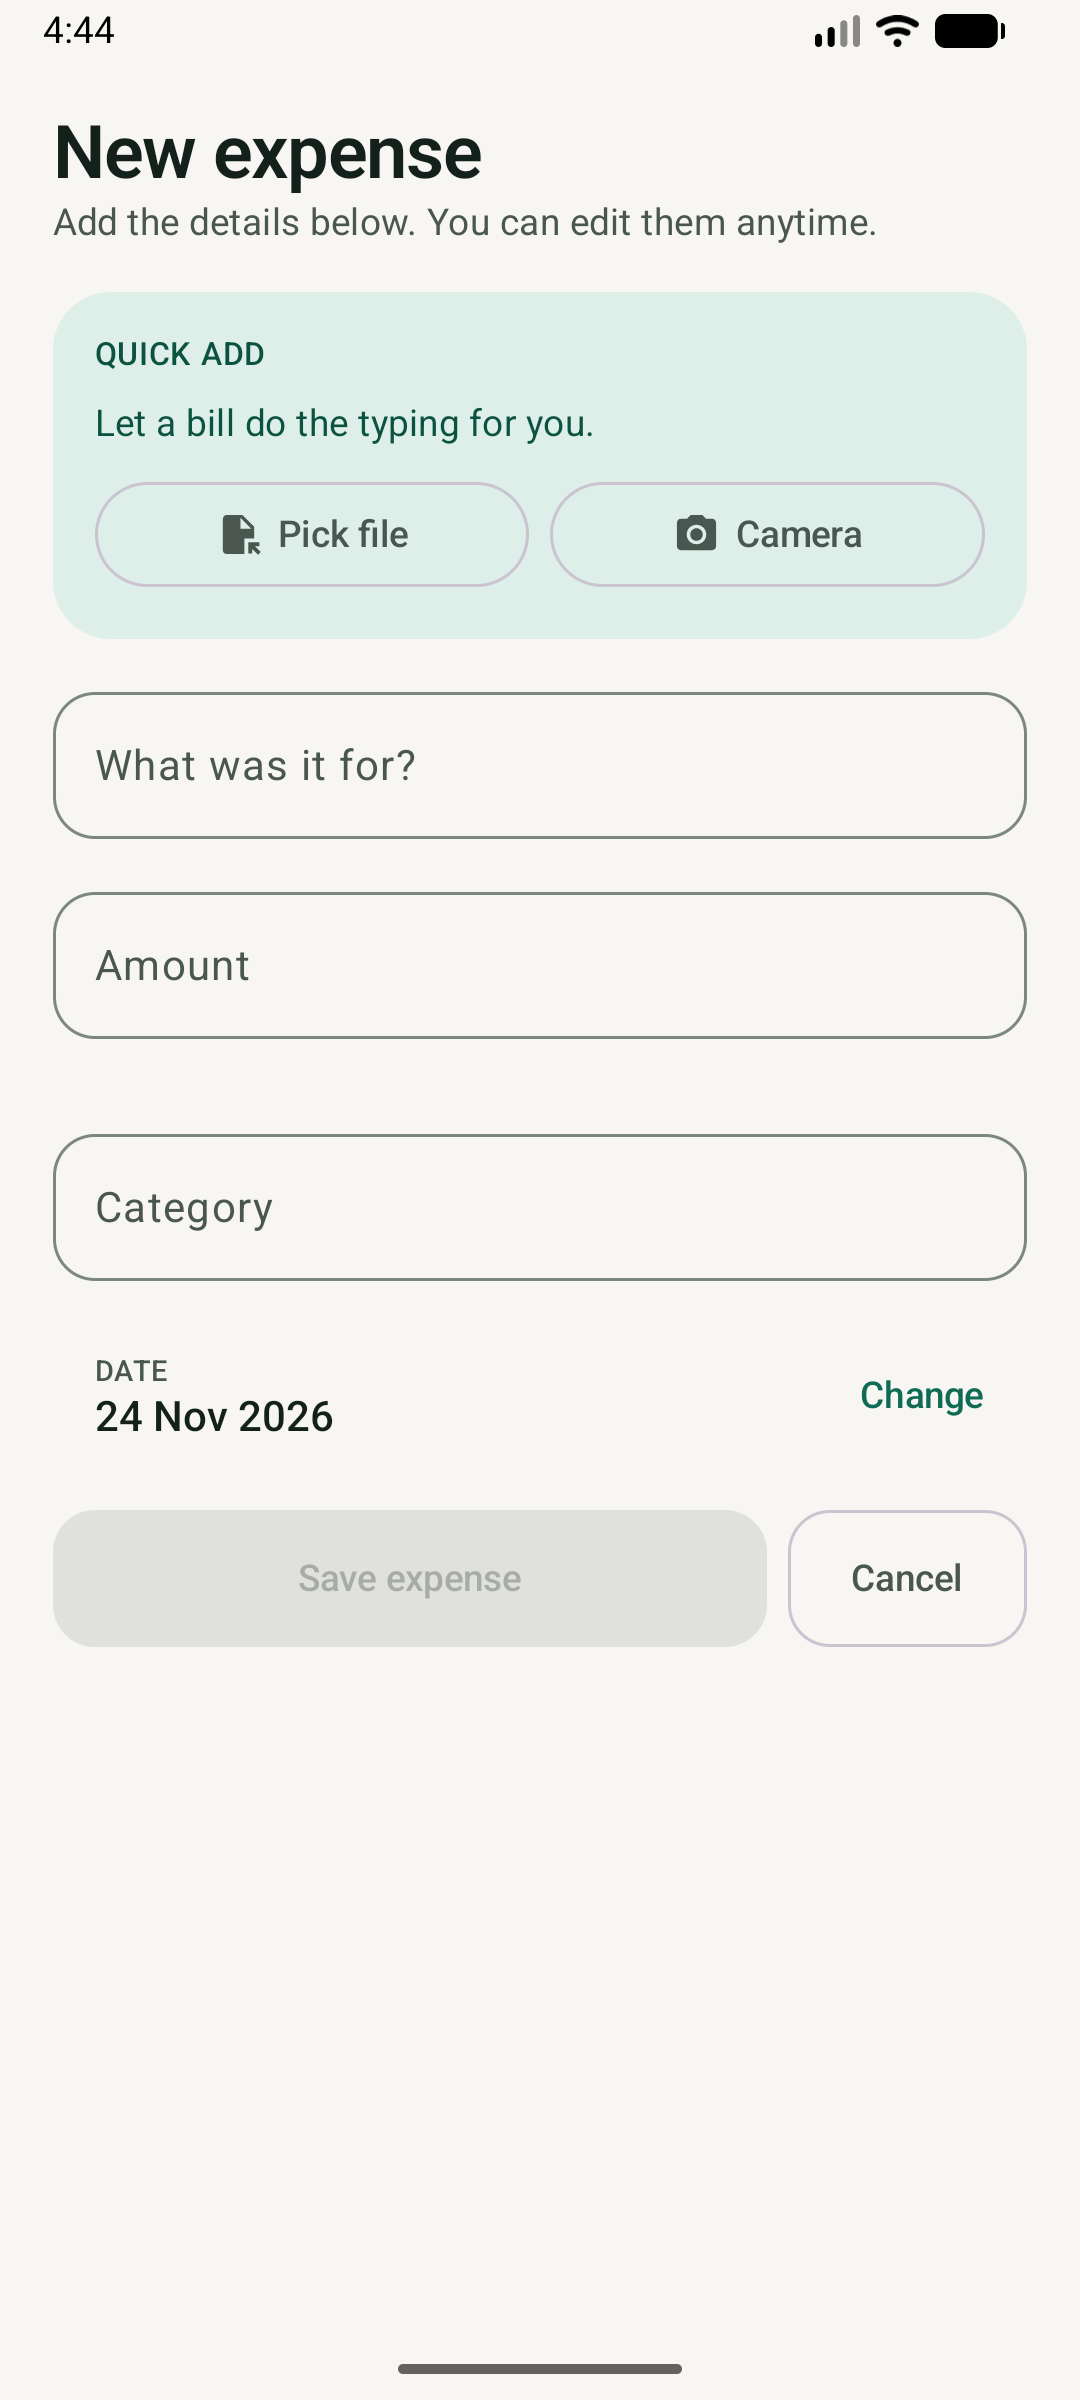 4:44
New expense
Add the details below. You can edit them anytime.
QUICK ADD
Let a bill do the typing for you.
Pick file
Camera
What was it for?
Amount
Category
DATE
24 Nov 2026
Change
Save expense
Cancel